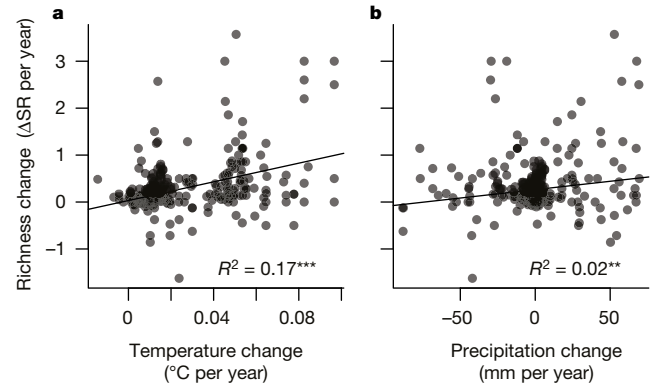 a
b
Richness change (ΔSR per year)
3
2
1
0
−1
R² = 0.17***
R² = 0.02**
0
0.04
0.08
−50
0
50
Temperature change
(°C per year)
Precipitation change
(mm per year)